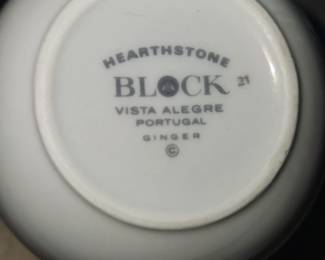 HEARTHSTONE
BLOCK 21
VISTA ALEGRE
PORTUGAL
GINGER
©